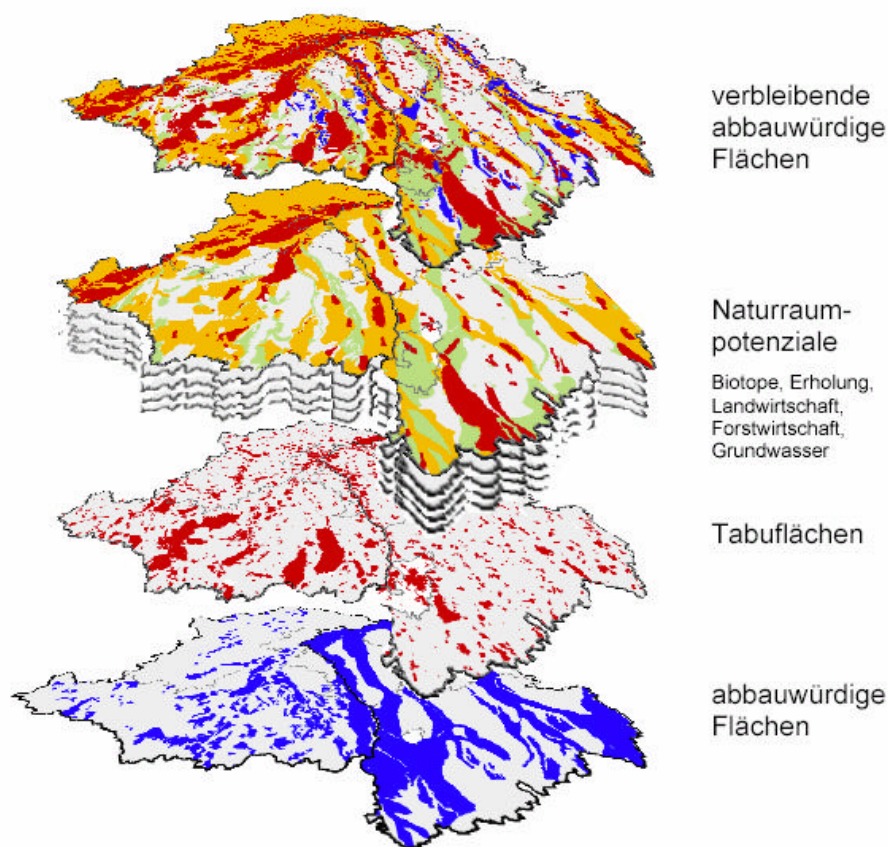 verbleibende
abbauwürdige
Flächen
Naturraum-
potenziale
Biotope, Erholung,
Landwirtschaft,
Forstwirtschaft,
Grundwasser
Tabuflächen
abbauwürdige
Flächen